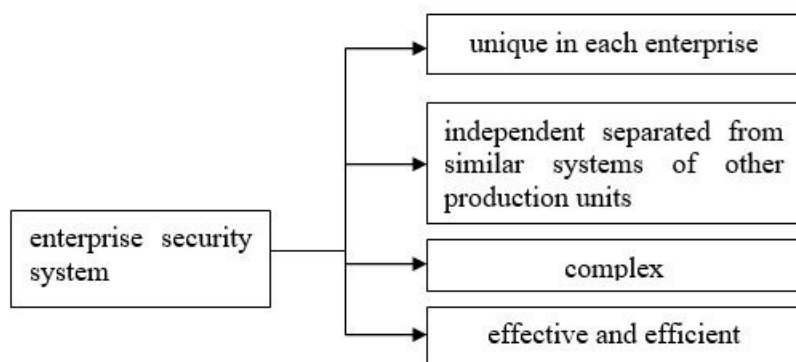 unique in each enterprise
independent separated from
similar systems of other
production units
enterprise security
system
complex
effective and efficient